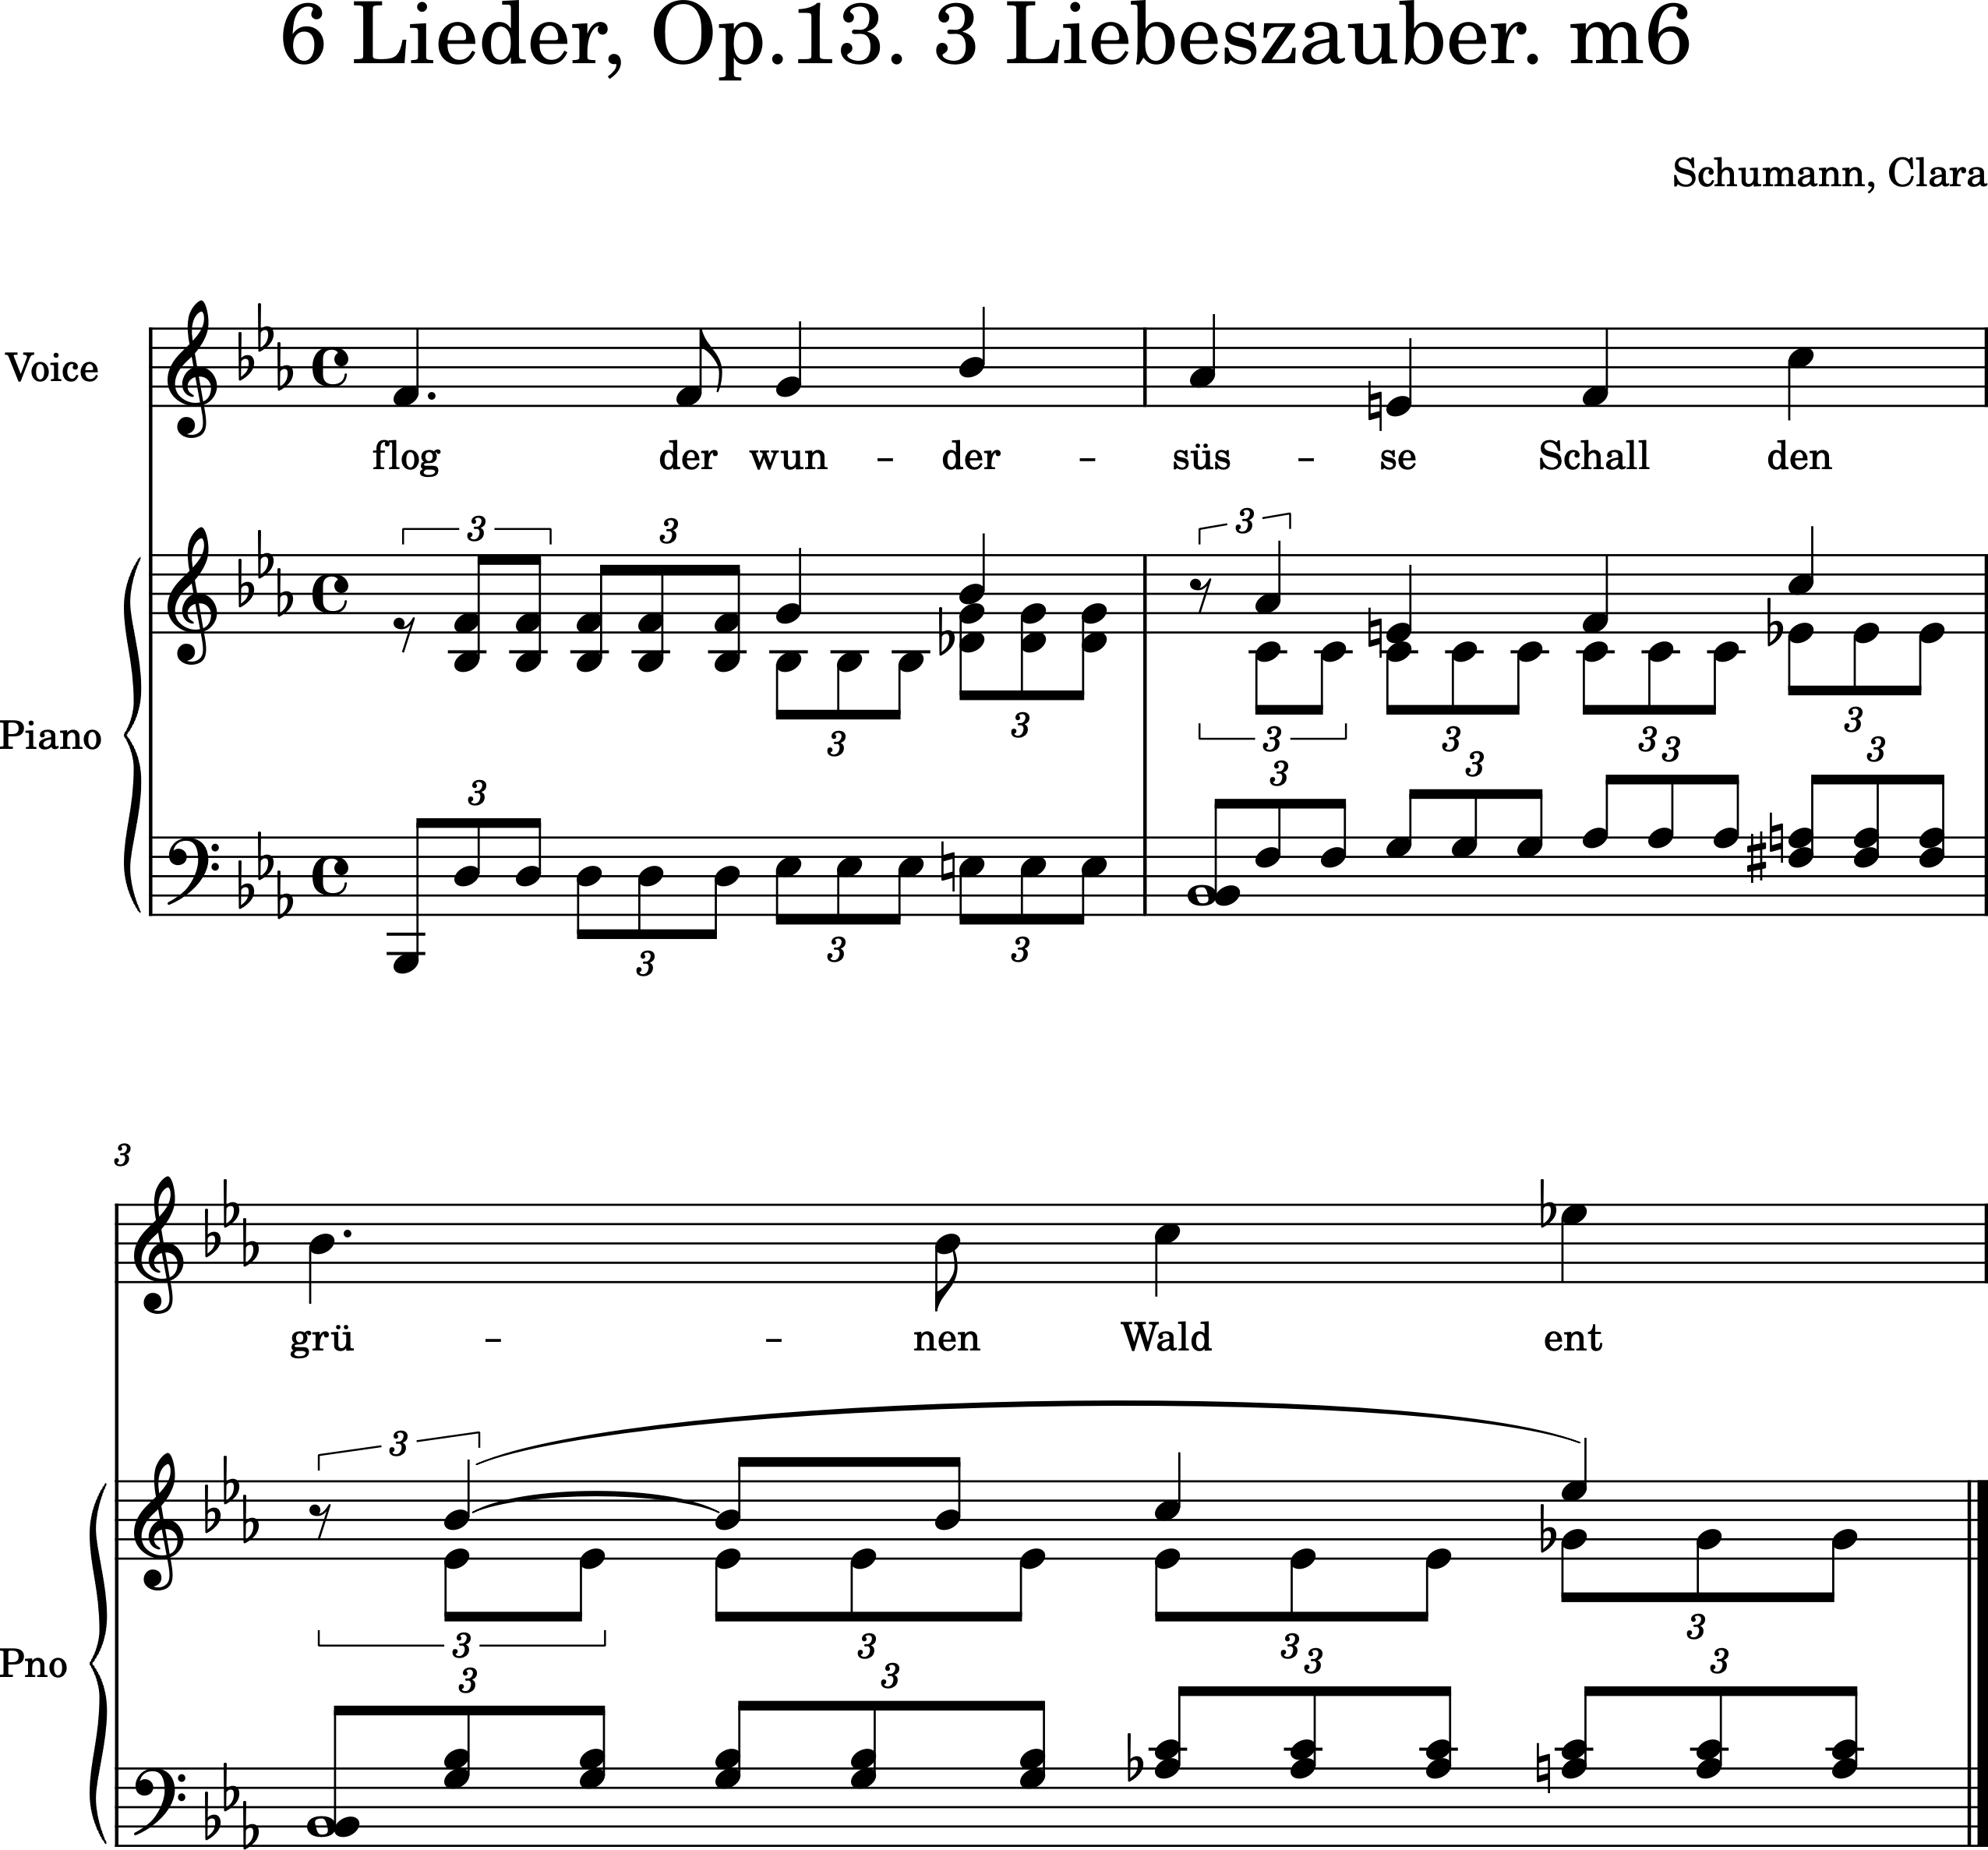 6 Lieder, Op.13. 3 Liebeszauber. m6
Schumann, Clara
Voice
flog der wun – der – süs – se Schall den
3 3 3
Piano
3 3 3 3 3 3
3 3 3 3 3
3 3 3
3
grü – – nen Wald ent
3
Pno
3 3 3 3
3 3 3 3